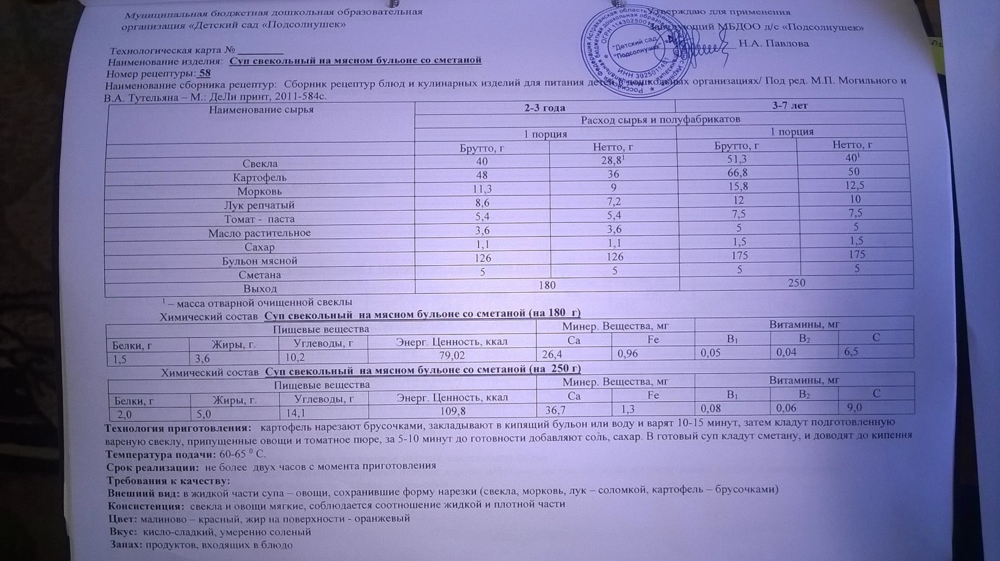 Муниципальная бюджетная дошкольная образовательная
организация «Детский сад «Подсолнушек»
Утверждаю для применения
Заведующий МБДОО д/с «Подсолнушек»
Н.А. Павлова
"Детский сад "Подсолнушек"
ИНН 3025011401
Технологическая карта № ________
Наименование изделия: Суп свекольный на мясном бульоне со сметаной
Номер рецептуры: 58
Наименование сборника рецептур: Сборник рецептур блюд и кулинарных изделий для питания детей в дошкольных организациях/ Под ред. М.П. Могильного и
В.А. Тутельяна – М.: ДеЛи принт, 2011-584с.
Наименование сырья 2-3 года 3-7 лет
Расход сырья и полуфабрикатов
1 порция 1 порция
Брутто, г Нетто, г Брутто, г Нетто, г
Свекла 40 28,8¹ 51,3 40¹
Картофель 48 36 66,8 50
Морковь 11,3 9 15,8 12,5
Лук репчатый 8,6 7,2 12 10
Томат - паста 5,4 5,4 7,5 7,5
Масло растительное 3,6 3,6 5 5
Сахар 1,1 1,1 1,5 1,5
Бульон мясной 126 126 175 175
Сметана 5 5 5 5
Выход 180 250
¹ – масса отварной очищенной свеклы
Химический состав Суп свекольный на мясном бульоне со сметаной (на 180 г)
Пищевые вещества Минер. Вещества, мг Витамины, мг
Белки, г Жиры, г. Углеводы, г Энерг. Ценность, ккал Ca Fe B₁ B₂ C
1,5 3,6 10,2 79,02 26,4 0,96 0,05 0,04 6,5
Химический состав Суп свекольный на мясном бульоне со сметаной (на 250 г)
Пищевые вещества Минер. Вещества, мг Витамины, мг
Белки, г Жиры, г. Углеводы, г Энерг. Ценность, ккал Ca Fe B₁ B₂ C
2,0 5,0 14,1 109,8 36,7 1,3 0,08 0,06 9,0
Технология приготовления: картофель нарезают брусочками, закладывают в кипящий бульон или воду и варят 10-15 минут, затем кладут подготовленную
вареную свеклу, припущенные овощи и томатное пюре, за 5-10 минут до готовности добавляют соль, сахар. В готовый суп кладут сметану, и доводят до кипения
Температура подачи: 60-65 ⁰ С.
Срок реализации: не более двух часов с момента приготовления
Требования к качеству:
Внешний вид: в жидкой части супа – овощи, сохранившие форму нарезки (свекла, морковь, лук – соломкой, картофель – брусочками)
Консистенция: свекла и овощи мягкие, соблюдается соотношение жидкой и плотной части
Цвет: малиново – красный, жир на поверхности - оранжевый
Вкус: кисло-сладкий, умеренно соленый
Запах: продуктов, входящих в блюдо